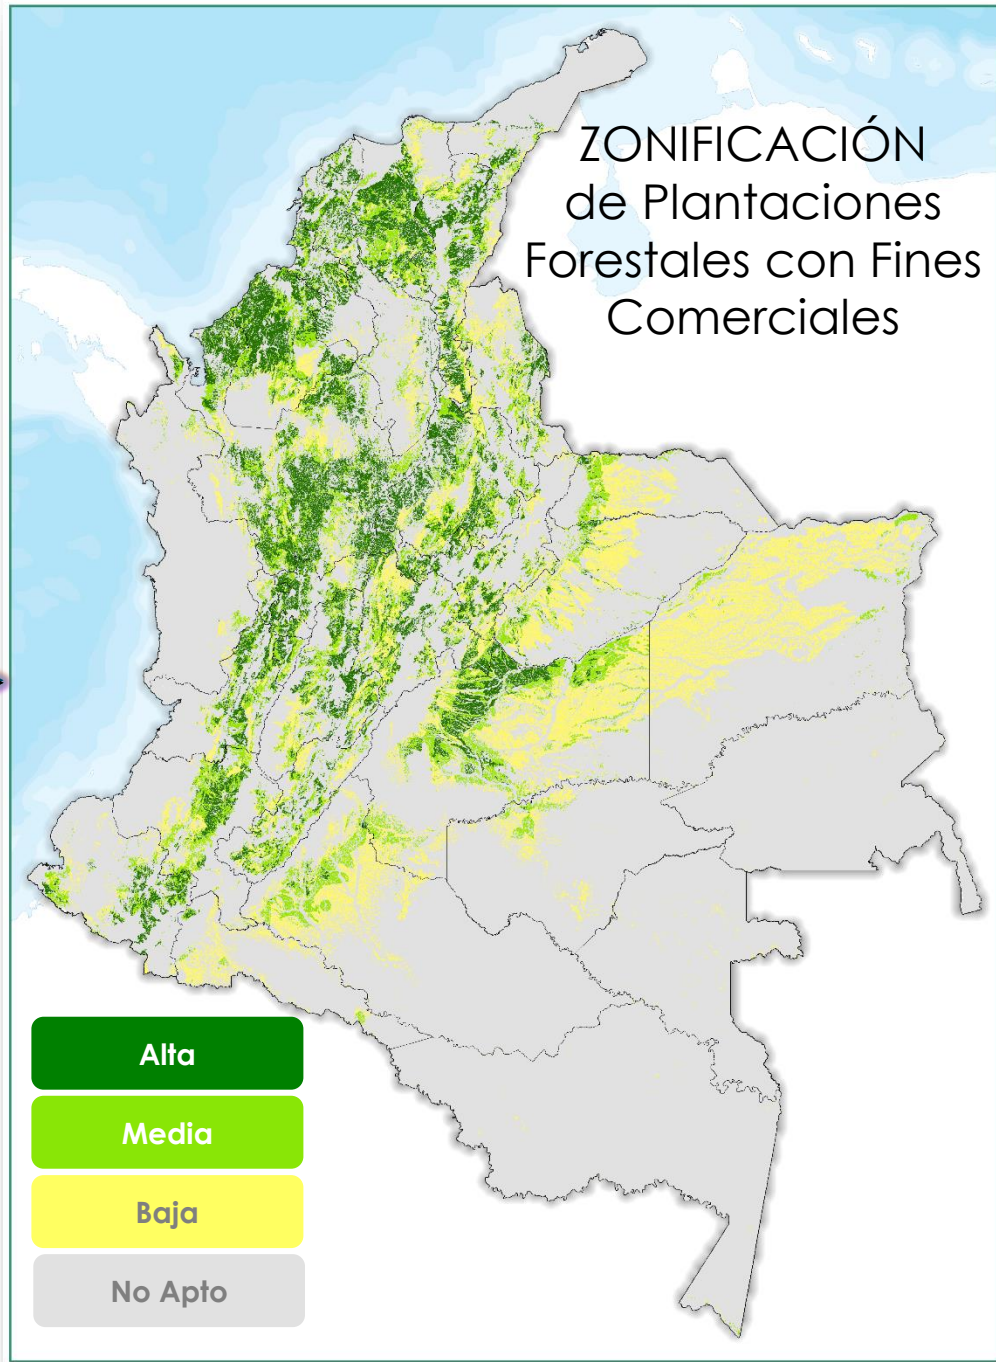 ZONIFICACIÓN
de Plantaciones
Forestales con Fines
Comerciales
Alta
Media
Baja
No Apto